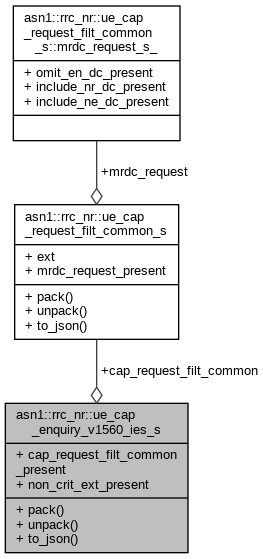 asn1::rrc_nr::ue_cap
_request_filt_common
_s::mrdc_request_s_
+ omit_en_dc_present
+ include_nr_dc_present
+ include_ne_dc_present
+mrdc_request
asn1::rrc_nr::ue_cap
_request_filt_common_s
+ ext
+ mrdc_request_present
+ pack()
+ unpack()
+ to_json()
+cap_request_filt_common
asn1::rrc_nr::ue_cap
_enquiry_v1560_ies_s
+ cap_request_filt_common
_present
+ non_crit_ext_present
+ pack()
+ unpack()
+ to_json()